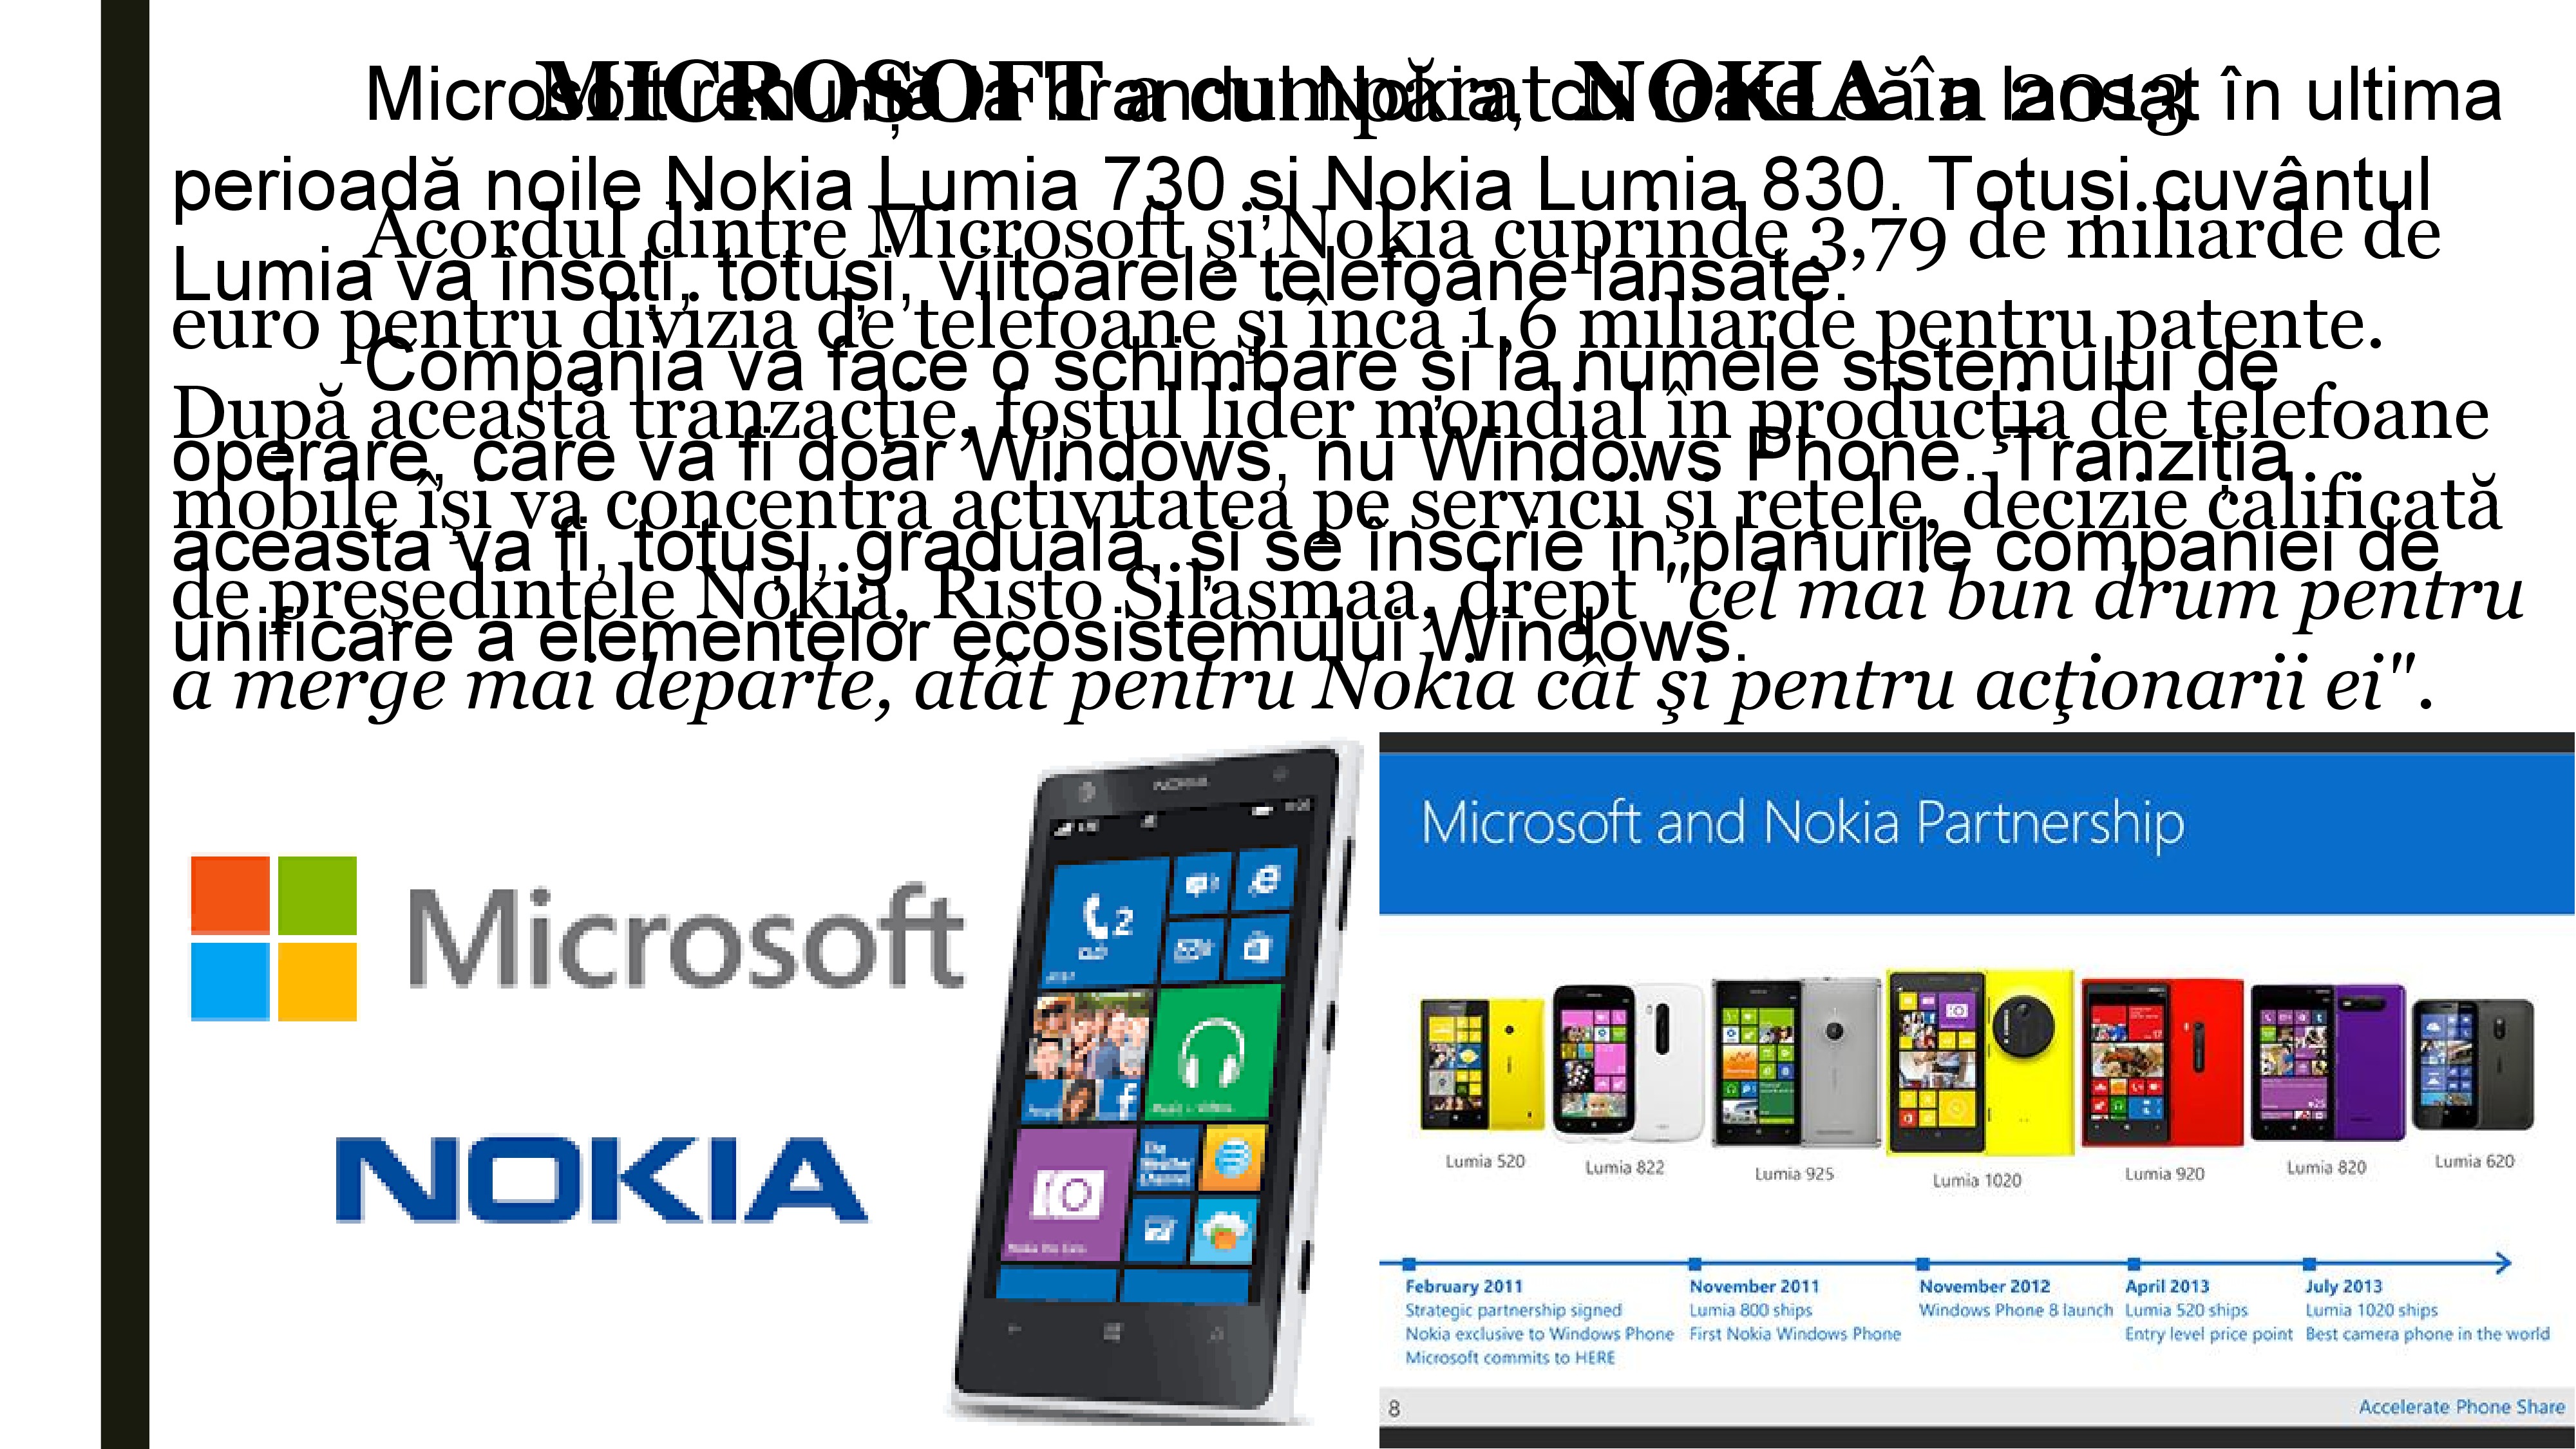 MICROSOFT a cumpărat NOKIA în 2013
Acordul dintre Microsoft şi Nokia cuprinde 3,79 de miliarde de
euro pentru divizia de telefoane şi încă 1,6 miliarde pentru patente.
După această tranzacţie, fostul lider mondial în producţia de telefoane
mobile îşi va concentra activitatea pe servicii şi reţele, decizie calificată
de preşedintele Nokia, Risto Silasmaa, drept "cel mai bun drum pentru
a merge mai departe, atât pentru Nokia cât şi pentru acţionarii ei".
Microsoft renunță la brandul Nokia, cu toate că a lansat în ultima
perioadă noile Nokia Lumia 730 și Nokia Lumia 830. Totuși cuvântul
Lumia va însoți, totuși, viitoarele telefoane lansate.
Compania va face o schimbare și la numele sistemului de
operare, care va fi doar Windows, nu Windows Phone. Tranziția
aceasta va fi, totuși, graduală, și se înscrie în planurile companiei de
unificare a elementelor ecosistemului Windows.
Microsoft
NOKIA
NOKIA
2
Microsoft and Nokia Partnership
Lumia 520
Lumia 822
Lumia 925
Lumia 1020
Lumia 920
Lumia 820
Lumia 620
February 2011
Strategic partnership signed
Nokia exclusive to Windows Phone
Microsoft commits to HERE
November 2011
Lumia 800 ships
First Nokia Windows Phone
November 2012
Windows Phone 8 launch
April 2013
Lumia 520 ships
Entry level price point
July 2013
Lumia 1020 ships
Best camera phone in the world
8
Accelerate Phone Share